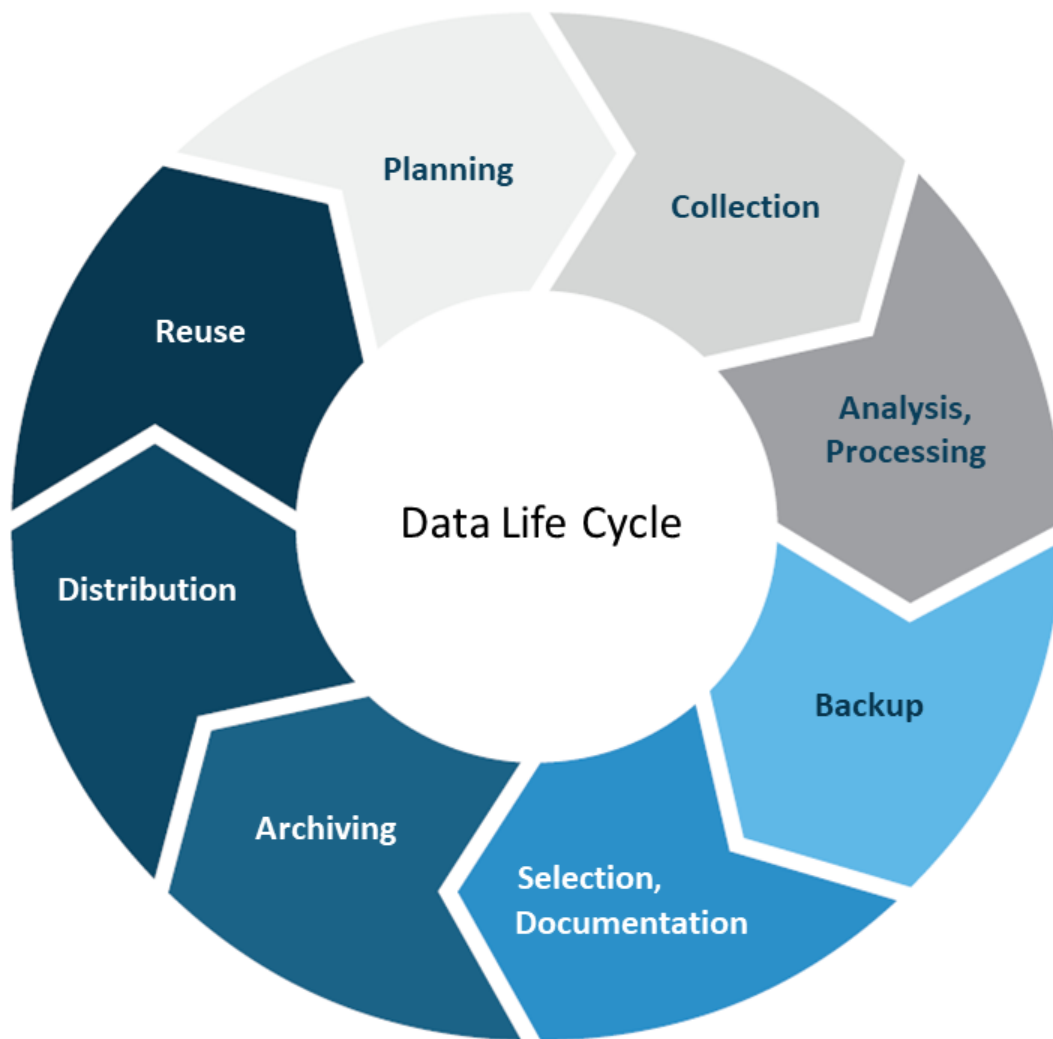 Planning
Collection
Analysis,
Processing
Backup
Selection,
Documentation
Archiving
Distribution
Reuse
Data Life Cycle